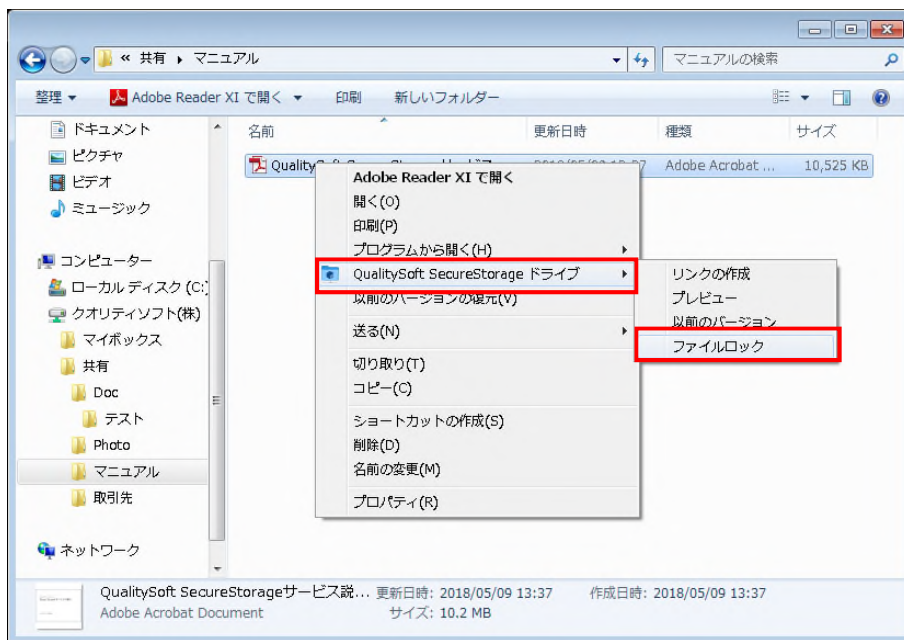 « 共有 ▸ マニュアル
マニュアルの検索
整理 Adobe Reader XI で開く 印刷 新しいフォルダー
名前 更新日時 種類 サイズ
QualityS Adobe Acrobat ... 10,525 KB
ドキュメント
ピクチャ
ビデオ
ミュージック
コンピューター
ローカル ディスク (C:)
クオリティソフト(株)
マイボックス
共有
Doc
テスト
Photo
マニュアル
取引先
ネットワーク
Adobe Reader XI で開く
開く(O)
印刷(P)
プログラムから開く(H)
QualitySoft SecureStorage ドライブ
以前のバージョンの復元(V)
送る(N)
切り取り(T)
コピー(C)
ショートカットの作成(S)
削除(D)
名前の変更(M)
プロパティ(R)
リンクの作成
プレビュー
以前のバージョン
ファイルロック
QualitySoft SecureStorageサービス説... 更新日時: 2018/05/09 13:37 作成日時: 2018/05/09 13:37
Adobe Acrobat Document サイズ: 10.2 MB